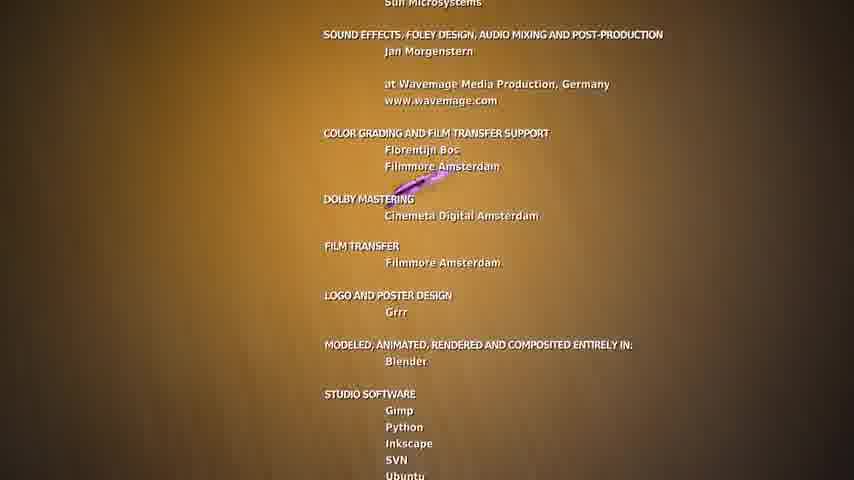 Sun Microsystems
SOUND EFFECTS, FOLEY DESIGN, AUDIO MIXING AND POST-PRODUCTION
Jan Morgenstern
at Wavemage Media Production, Germany
www.wavemage.com
COLOR GRADING AND FILM TRANSFER SUPPORT
Florentijn Bos
Filmmore Amsterdam
DOLBY MASTERING
Cinemeta Digital Amsterdam
FILM TRANSFER
Filmmore Amsterdam
LOGO AND POSTER DESIGN
Grrr
MODELED, ANIMATED, RENDERED AND COMPOSITED ENTIRELY IN:
Blender
STUDIO SOFTWARE
Gimp
Python
Inkscape
SVN
Ubuntu